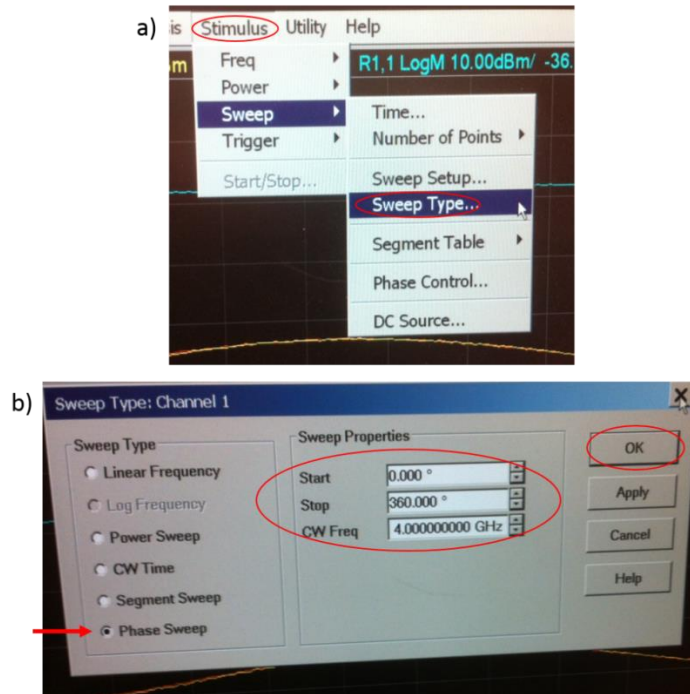 a)
is Stimulus Utility Help
m
R1,1 LogM 10.00dBm/ -36.
Freq
Power
Sweep
Trigger
Start/Stop...
Time...
Number of Points
Sweep Setup...
Sweep Type...
Segment Table
Phase Control...
DC Source...
b)
Sweep Type: Channel 1
Sweep Type
Linear Frequency
Log Frequency
Power Sweep
CW Time
Segment Sweep
Phase Sweep
Sweep Properties
Start 0.000 °
Stop 360.000 °
CW Freq 4.000000000 GHz
OK
Apply
Cancel
Help